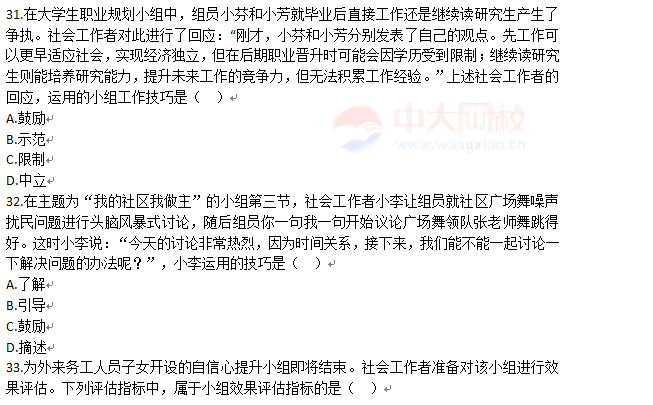 31.在大学生职业规划小组中，组员小芬和小芳就毕业后直接工作还是继续读研究生产生了
争执。社会工作者对此进行了回应：“刚才，小芬和小芳分别发表了自己的观点。先工作可
以更早适应社会，实现经济独立，但在后期职业晋升时可能会因学历受到限制；继续读研究
生则能培养研究能力，提升未来工作的竞争力，但无法积累工作经验。”上述社会工作者的
回应，运用的小组工作技巧是（ ）
A.鼓励
B.示范
C.限制
D.中立
32.在主题为“我的社区我做主”的小组第三节，社会工作者小李让组员就社区广场舞噪声
扰民问题进行头脑风暴式讨论，随后组员你一句我一句开始议论广场舞领队张老师舞跳得
好。这时小李说：“今天的讨论非常热烈，因为时间关系，接下来，我们能不能一起讨论一
下解决问题的办法呢？”，小李运用的技巧是（ ）
A.了解
B.引导
C.鼓励
D.摘述
33.为外来务工人员子女开设的自信心提升小组即将结束。社会工作者准备对该小组进行效
果评估。下列评估指标中，属于小组效果评估指标的是（ ）
中大网校
www.wangxiao.cn